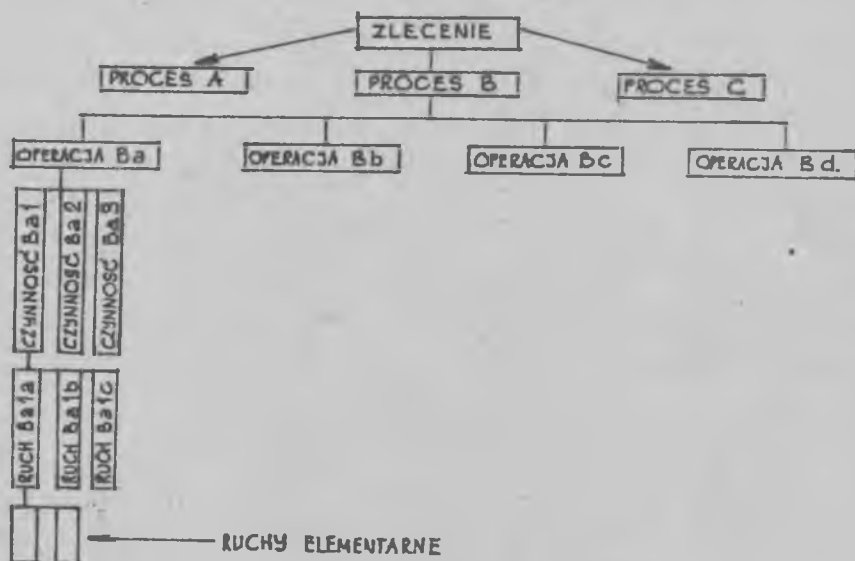 ZLECENIE
PROCES A
PROCES B
PROCES C
OPERACJA Ba
OPERACJA Bb
OPERACJA Bc
OPERACJA Bd.
CZYNNOŚĆ Ba1
CZYNNOŚĆ Ba2
CZYNNOŚĆ Ba3
RUCH Ba1a
RUCH Ba1b
RUCH Ba1c
RUCHY ELEMENTARNE